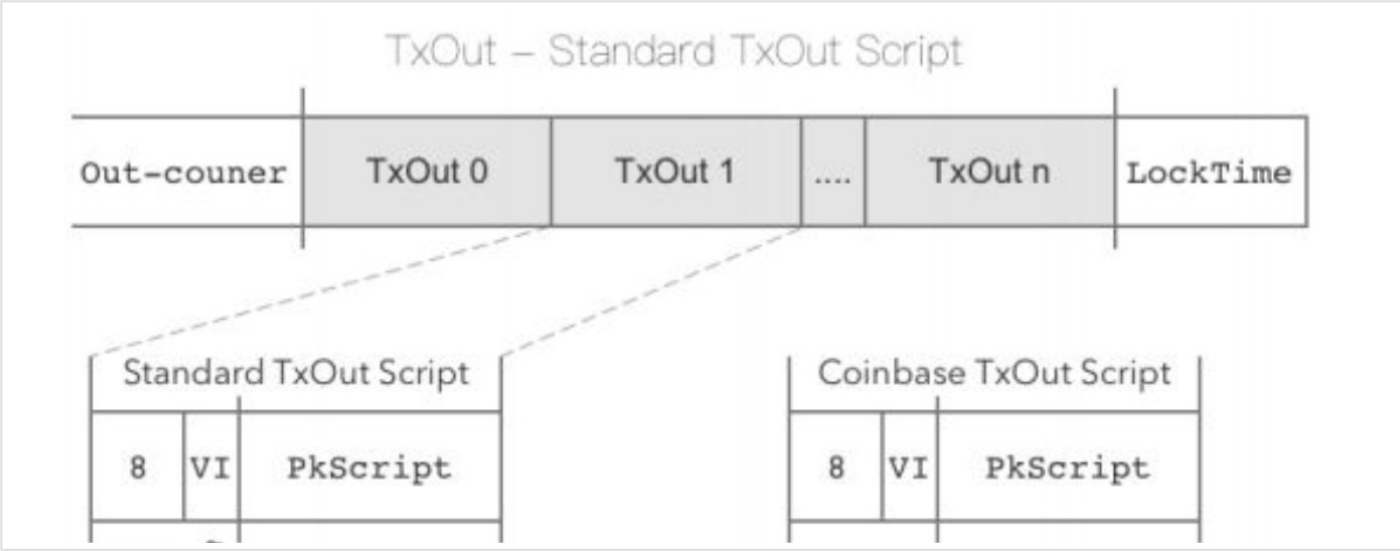 TxOut – Standard TxOut Script
Out-couner TxOut 0 TxOut 1 .... TxOut n LockTime
Standard TxOut Script Coinbase TxOut Script
8 VI PkScript 8 VI PkScript